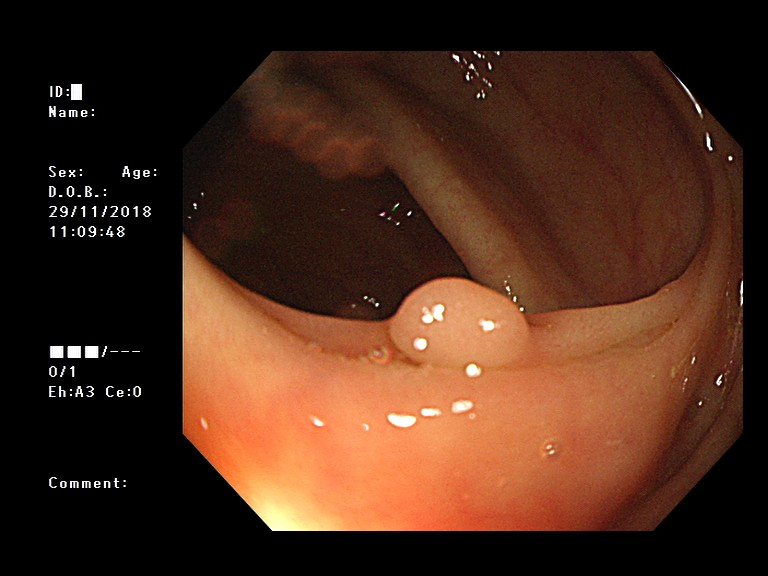 ID:
Name:
Sex: Age:
D.O.B.:
29/11/2018
11:09:48
■■■/---
0/1
Eh:A3 Ce:0
Comment: